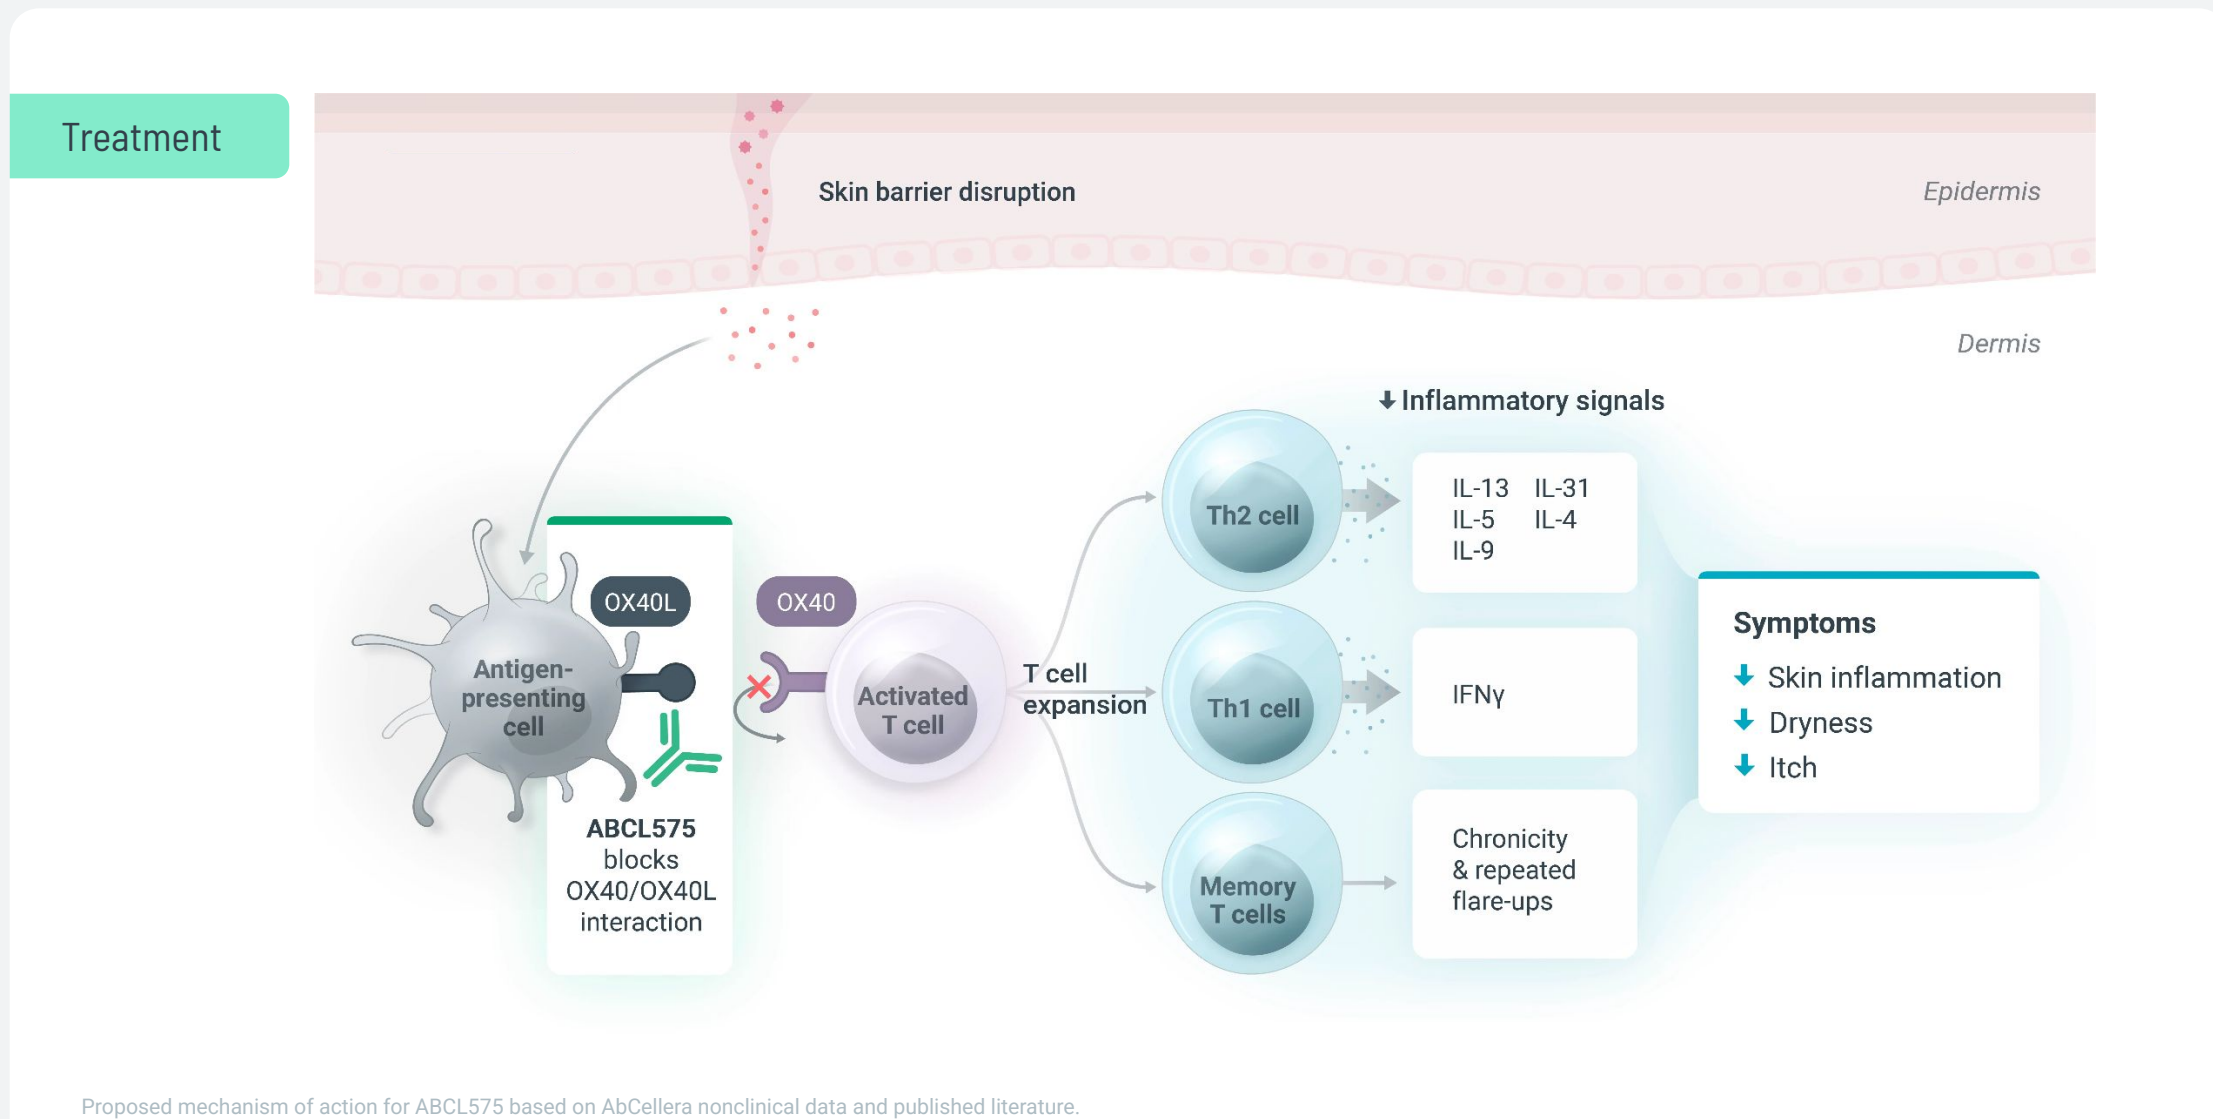 Treatment
Skin barrier disruption
Epidermis
Dermis
Inflammatory signals
OX40L
OX40
Antigen-
presenting
cell
ABCL575
blocks
OX40/OX40L
interaction
Activated
T cell
T cell
expansion
Th2 cell
IL-13 IL-31
IL-5 IL-4
IL-9
Th1 cell
IFNγ
Memory
T cells
Chronicity
& repeated
flare-ups
Symptoms
Skin inflammation
Dryness
Itch
Proposed mechanism of action for ABCL575 based on AbCellera nonclinical data and published literature.